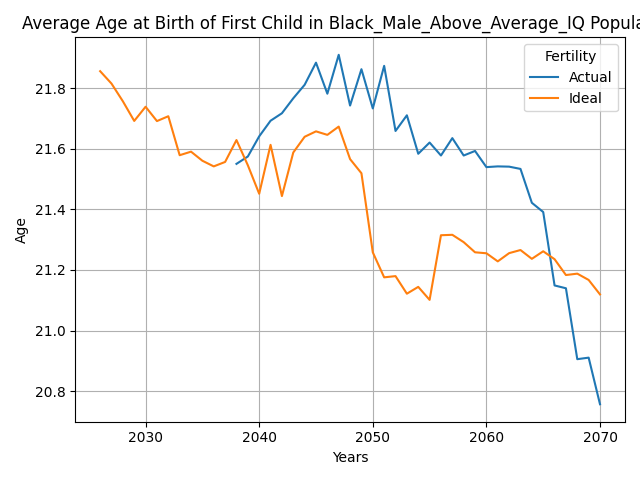 Average Age at Birth of First Child in Black_Male_Above_Average_IQ Popula
Fertility
Actual
Ideal
21.8
21.6
21.4
21.2
21.0
20.8
Age
2030 2040 2050 2060 2070
Years